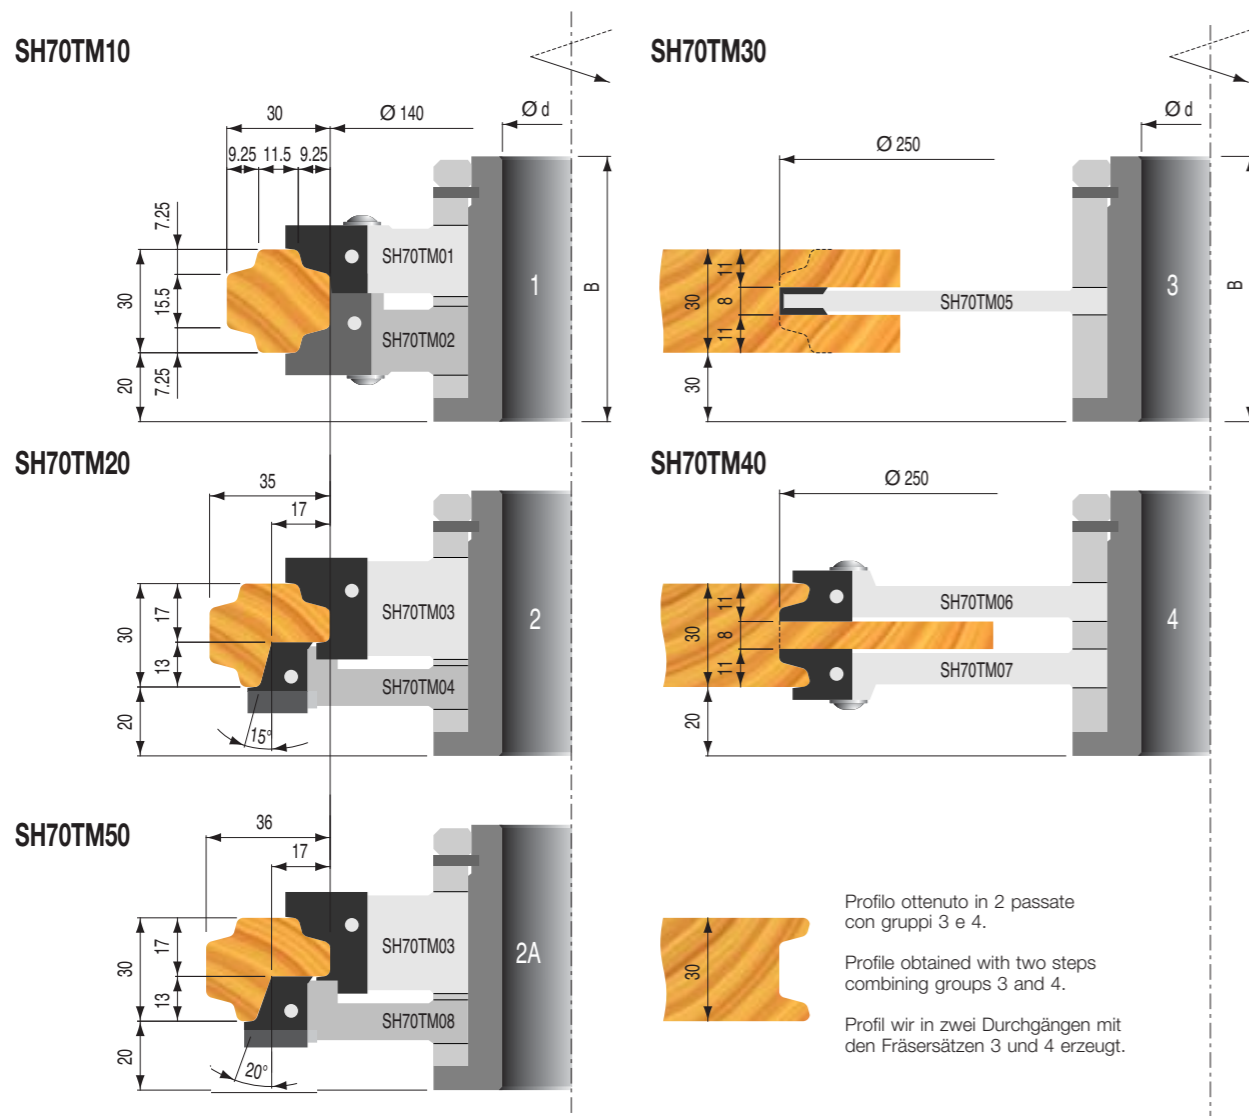 SH70TM10
30
Ø 140
Ø d
9.25
11.5
9.25
7.25
30
15.5
7.25
20
SH70TM01
SH70TM02
1
B
SH70TM30
Ø d
Ø 250
11
30
8
11
30
SH70TM05
3
B
SH70TM20
35
17
17
30
13
20
15°
SH70TM03
SH70TM04
2
SH70TM40
Ø 250
11
30
8
11
20
SH70TM06
SH70TM07
4
SH70TM50
36
17
17
30
13
20
20°
SH70TM03
SH70TM08
2A
30
Profilo ottenuto in 2 passate
con gruppi 3 e 4.
Profile obtained with two steps
combining groups 3 and 4.
Profil wir in zwei Durchgängen mit
den Fräsersätzen 3 und 4 erzeugt.